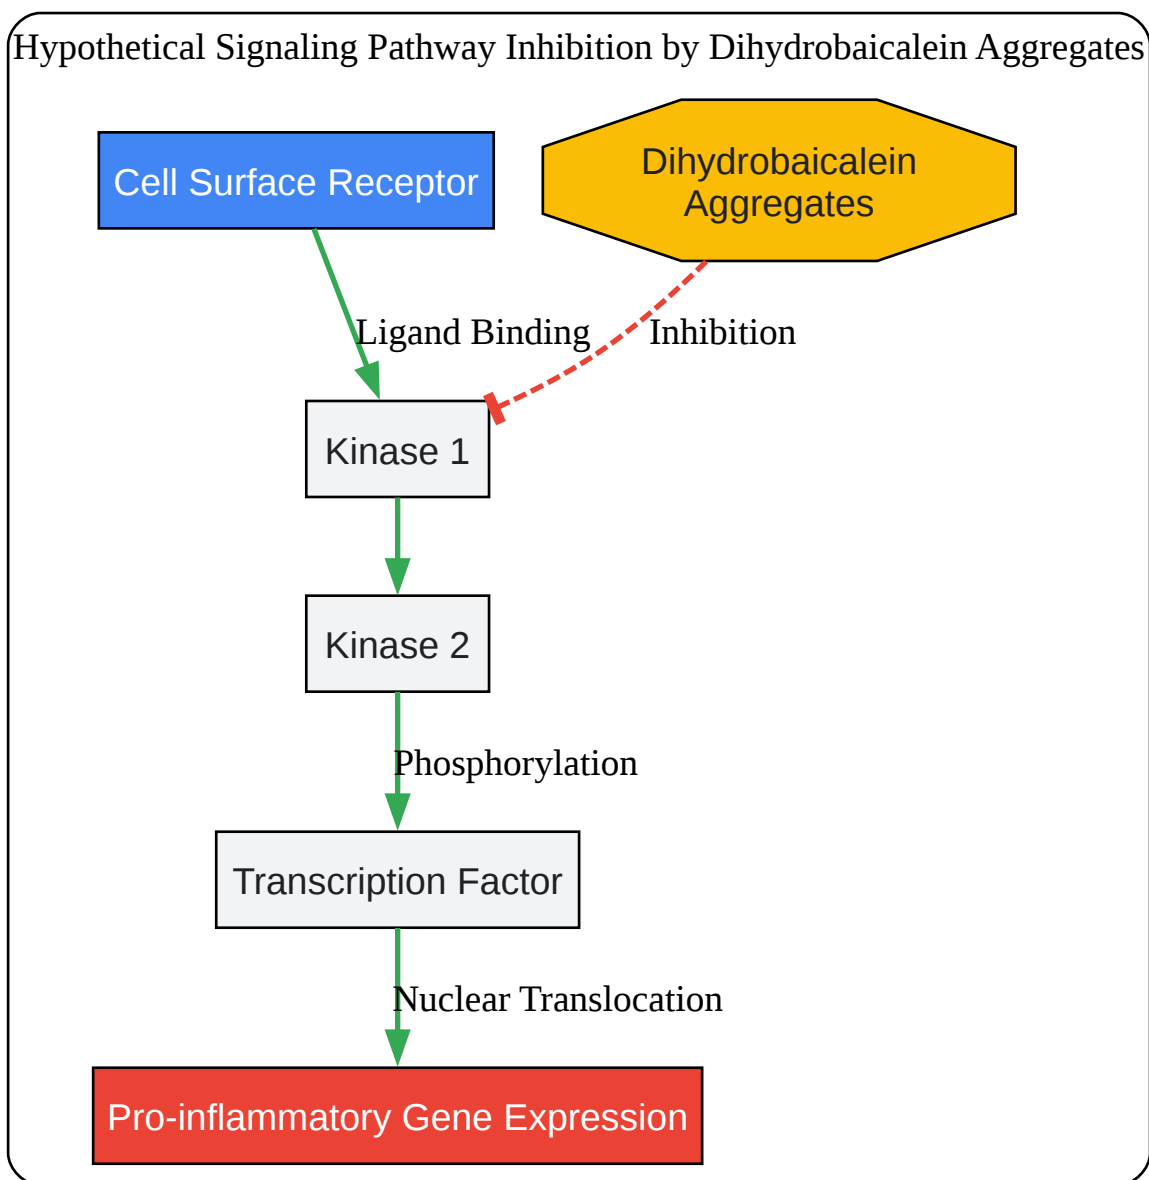 Hypothetical Signaling Pathway Inhibition by Dihydrobaicalein Aggregates
Cell Surface Receptor
Dihydrobaicalein
Aggregates
Ligand Binding
Inhibition
Kinase 1
Kinase 2
Phosphorylation
Transcription Factor
Nuclear Translocation
Pro-inflammatory Gene Expression